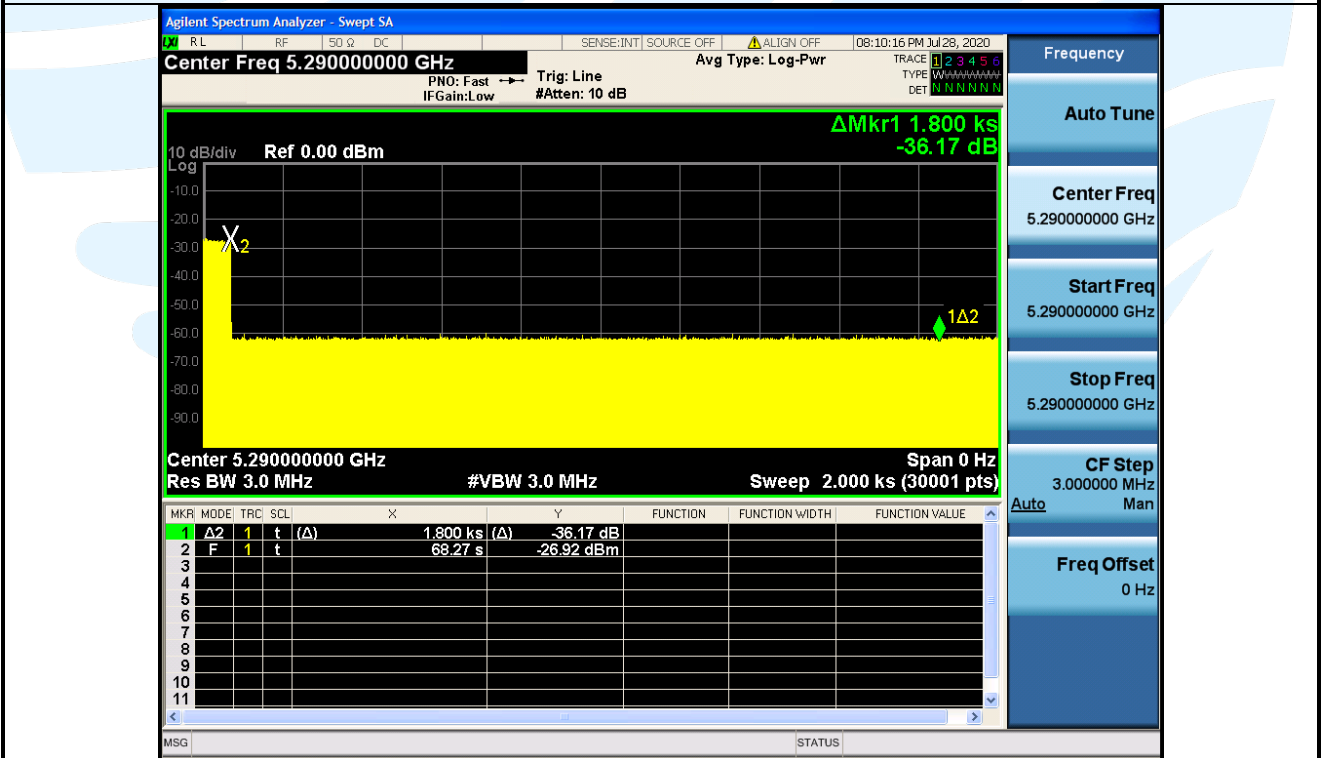 Agilent Spectrum Analyzer - Swept SA
LXI RL RF 50 Ω DC SENSE:INT SOURCE OFF ALIGN OFF 08:10:16 PM Jul 28, 2020
Center Freq 5.290000000 GHz
PNO: Fast
IFGain:Low
Trig: Line
#Atten: 10 dB
Avg Type: Log-Pwr
TRACE 1 2 3 4 5 6
TYPE WWWWWW
DET N N N N N N
ΔMkr1 1.800 ks
-36.17 dB
10 dB/div
Log
Ref 0.00 dBm
-10.0
-20.0
-30.0
-40.0
-50.0
-60.0
-70.0
-80.0
-90.0
2
1Δ2
Center 5.290000000 GHz
Span 0 Hz
Res BW 3.0 MHz
#VBW 3.0 MHz
Sweep 2.000 ks (30001 pts)
MKR MODE TRC SCL X Y FUNCTION FUNCTION WIDTH FUNCTION VALUE
1 Δ2 1 t (Δ) 1.800 ks (Δ) -36.17 dB
2 F 1 t 68.27 s -26.92 dBm
3
4
5
6
7
8
9
10
11
MSG
STATUS
Frequency
Auto Tune
Center Freq
5.290000000 GHz
Start Freq
5.290000000 GHz
Stop Freq
5.290000000 GHz
CF Step
3.000000 MHz
Auto Man
Freq Offset
0 Hz